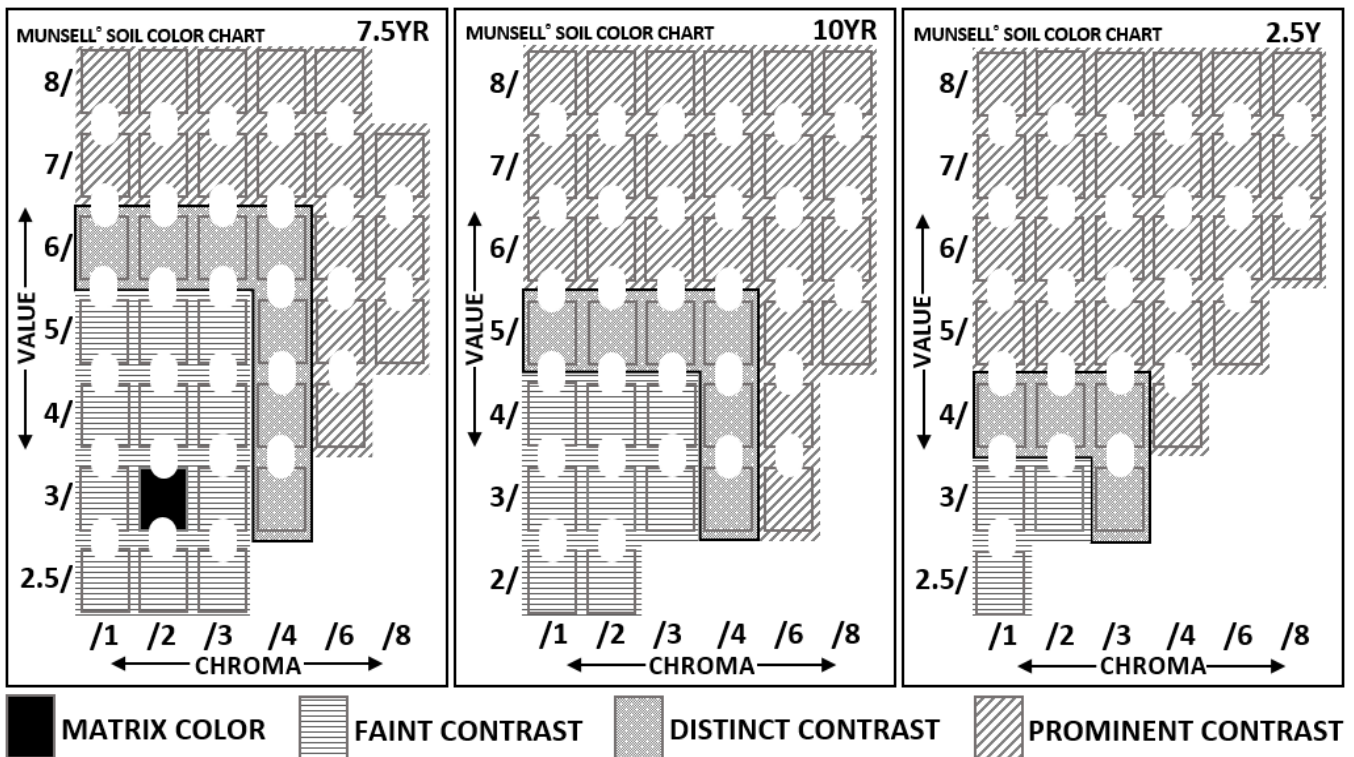 MUNSELL® SOIL COLOR CHART 7.5YR
8/
7/
6/
5/
4/
3/
2.5/
VALUE
/1 /2 /3 /4 /6 /8
CHROMA
MUNSELL® SOIL COLOR CHART 10YR
8/
7/
6/
5/
4/
3/
2/
VALUE
/1 /2 /3 /4 /6 /8
CHROMA
MUNSELL® SOIL COLOR CHART 2.5Y
8/
7/
6/
5/
4/
3/
2.5/
VALUE
/1 /2 /3 /4 /6 /8
CHROMA
MATRIX COLOR FAINT CONTRAST DISTINCT CONTRAST PROMINENT CONTRAST